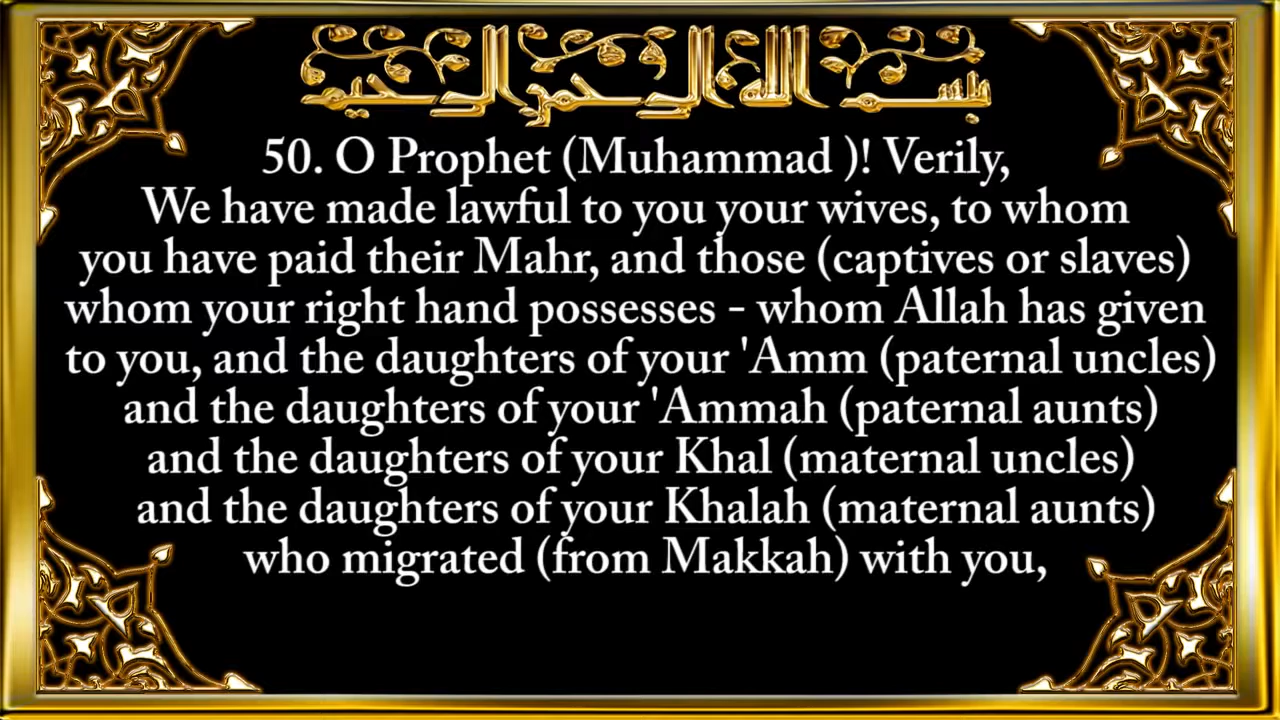 بسم الله الرحمن الرحيم
50. O Prophet (Muhammad )! Verily,
We have made lawful to you your wives, to whom
you have paid their Mahr, and those (captives or slaves)
whom your right hand possesses - whom Allah has given
to you, and the daughters of your 'Amm (paternal uncles)
and the daughters of your 'Ammah (paternal aunts)
and the daughters of your Khal (maternal uncles)
and the daughters of your Khalah (maternal aunts)
who migrated (from Makkah) with you,